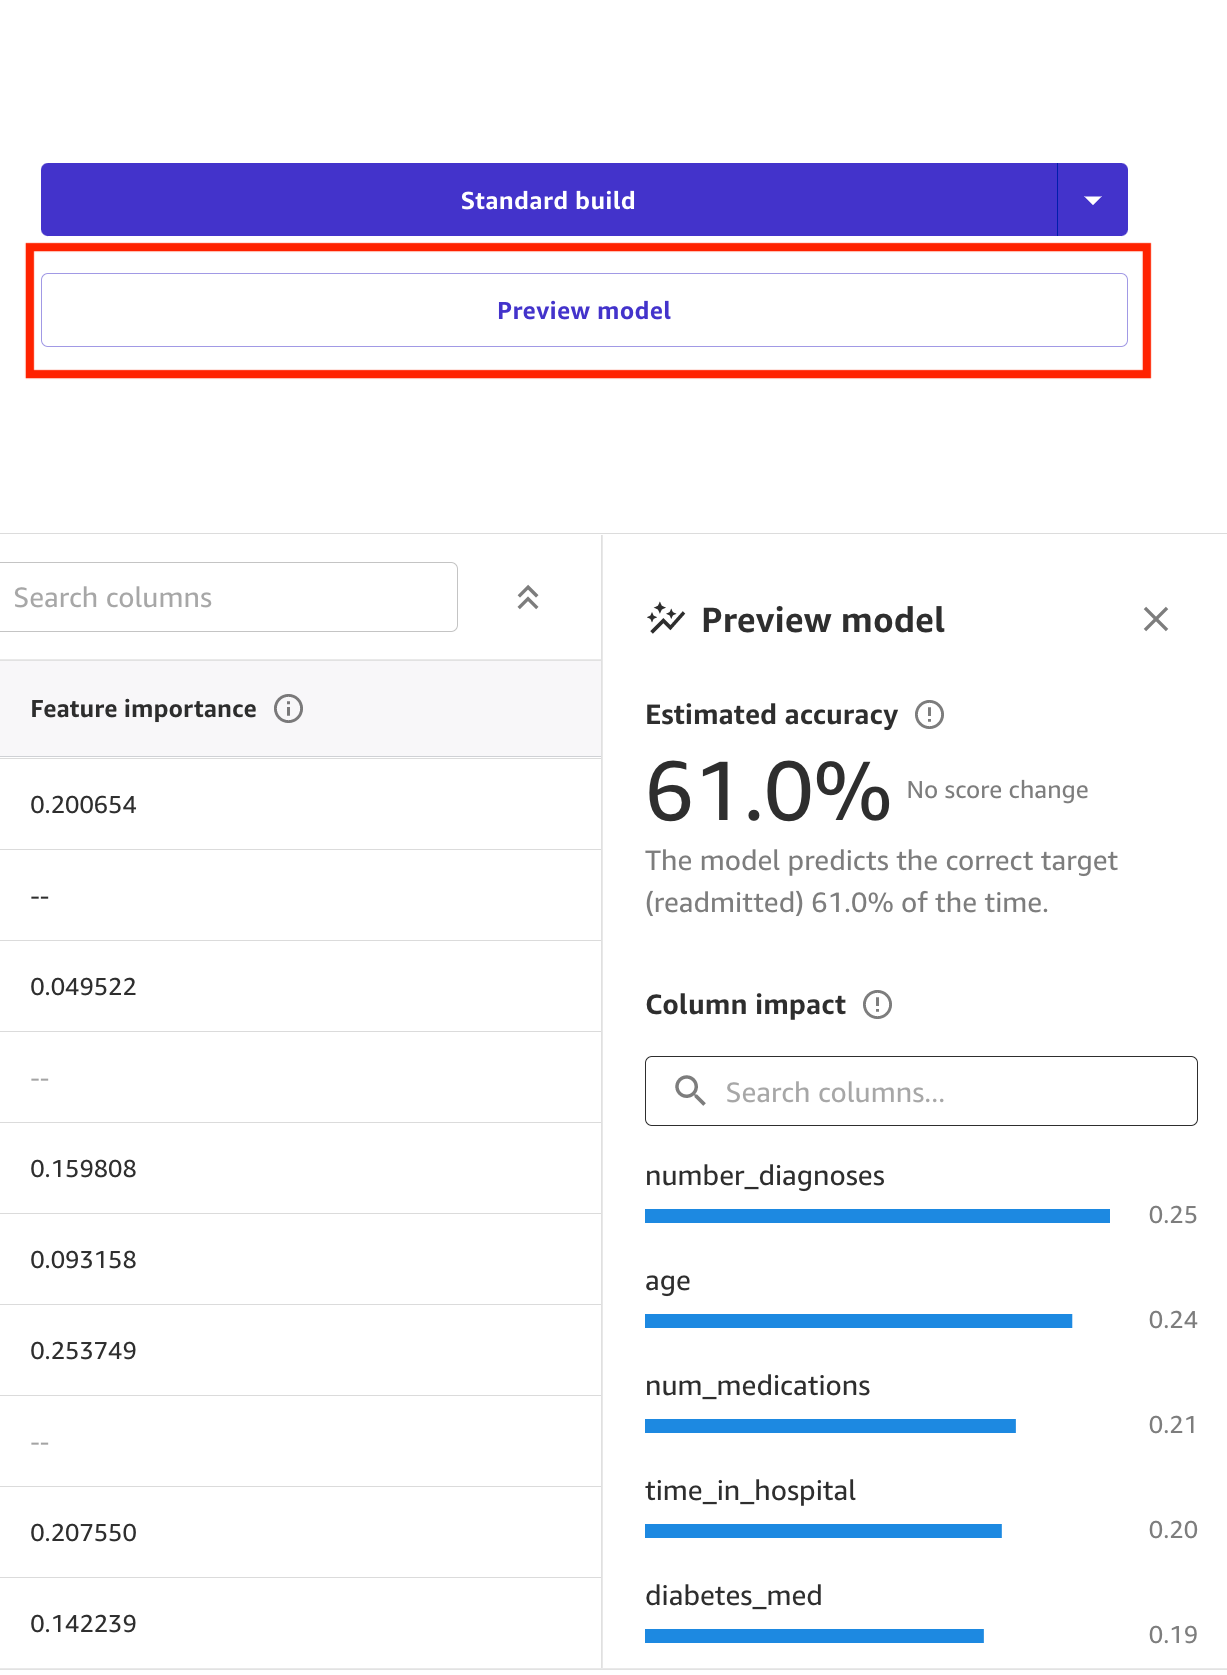 Standard build
Preview model
Search columns
Feature importance
0.200654
--
0.049522
--
0.159808
0.093158
0.253749
--
0.207550
0.142239
Preview model
Estimated accuracy
61.0% No score change
The model predicts the correct target
(readmitted) 61.0% of the time.
Column impact
Search columns...
number_diagnoses
0.25
age
0.24
num_medications
0.21
time_in_hospital
0.20
diabetes_med
0.19